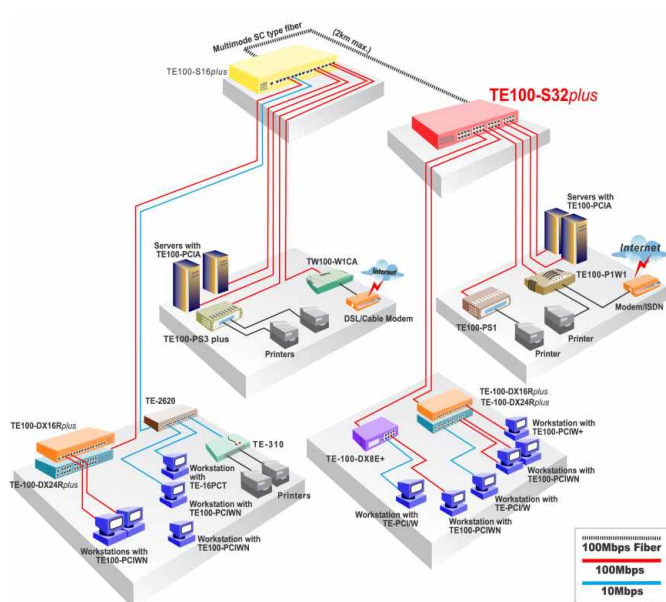 Multimode SC type fiber
(2km max.)
TE100-S16plus
TE100-S32plus
Servers with
TE100-PCIA
TW100-W1CA
Internet
DSL/Cable Modem
TE100-PS3 plus
Printers
Servers with
TE100-PCIA
Internet
TE100-P1W1
Modem/ISDN
TE100-PS1
Printer
Printer
TE-2620
TE100-DX16Rplus
TE-100-DX24Rplus
TE-310
Workstation
with
TE-16PCT
Printers
Workstation with
TE100-PCIWN
Workstations with
TE100-PCIWN
Workstation with
TE100-PCIWN
TE-100-DX16Rplus
TE-100-DX24Rplus
Workstation with
TE100-PCIW+
TE-100-DX8E+
Workstations with
TE100-PCIWN
Workstation with
TE-PCI/W
Workstation with
TE-PCI/W
Workstation with
TE100-PCIWN
100Mbps Fiber
100Mbps
10Mbps